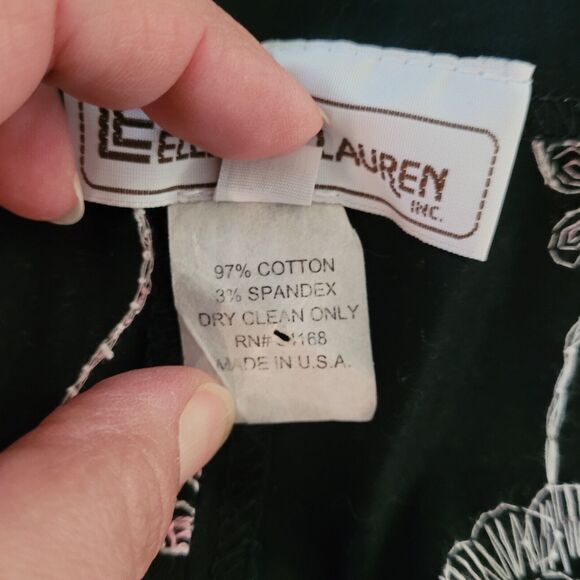 LAUREN
INC.
97% COTTON
3% SPANDEX
DRY CLEAN ONLY
RN#
MADE IN U.S.A.